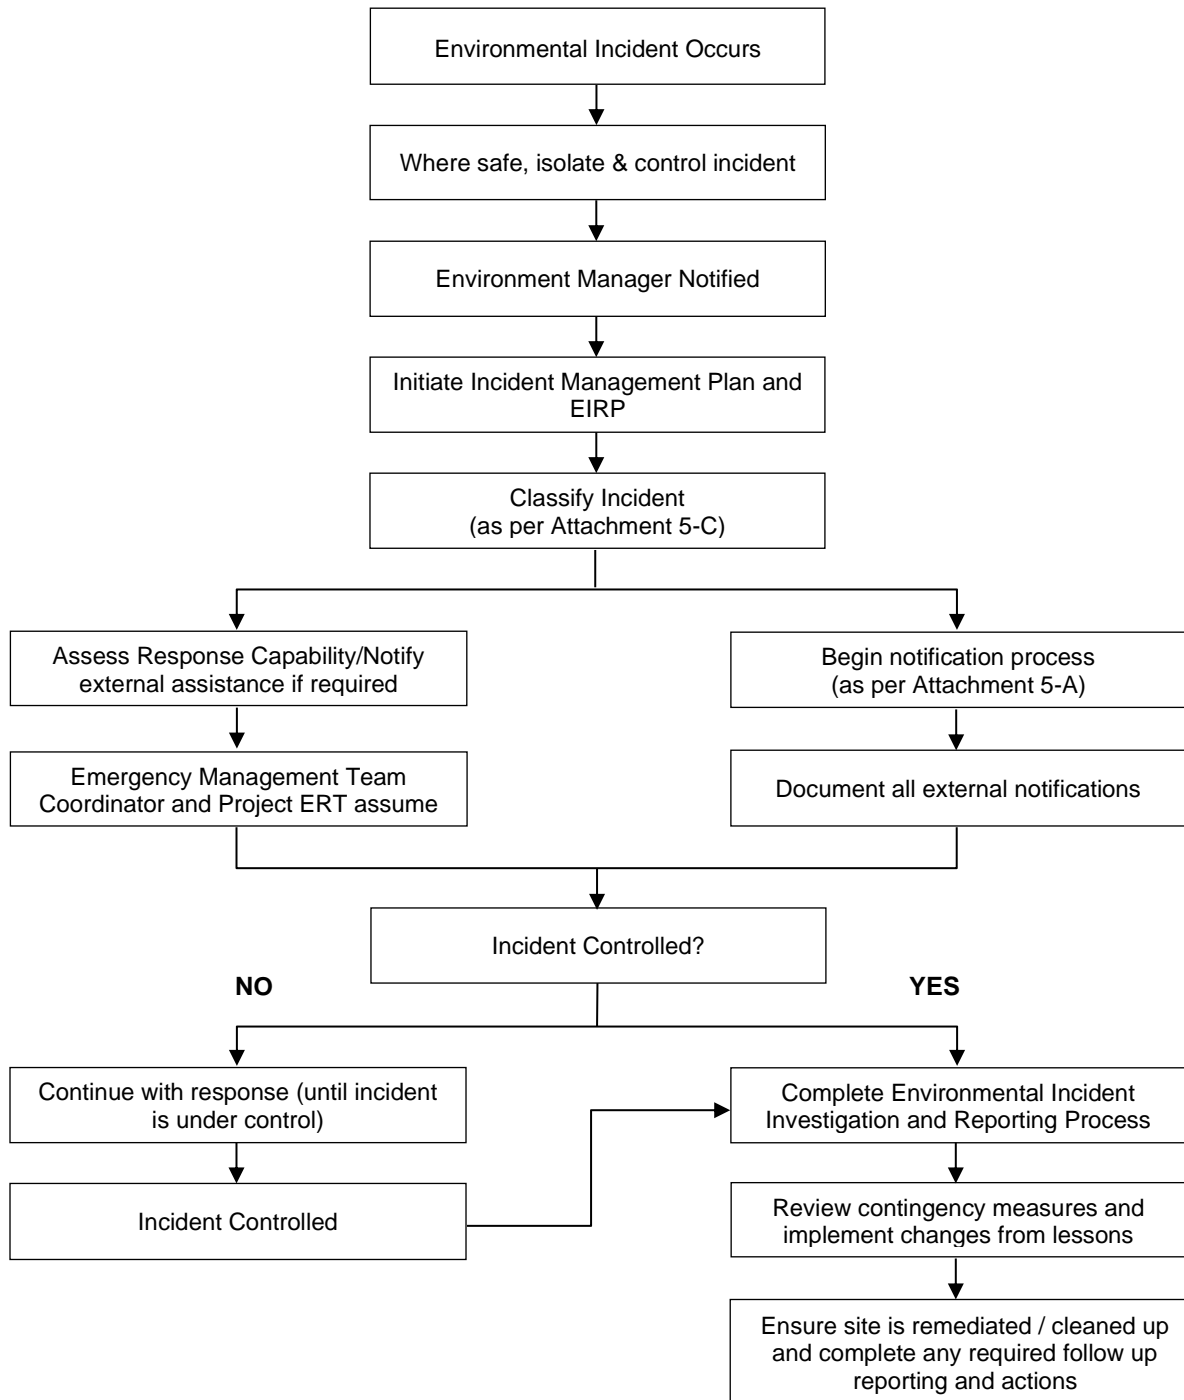 Environmental Incident Occurs
Where safe, isolate & control incident
Environment Manager Notified
Initiate Incident Management Plan and
EIRP
Classify Incident
(as per Attachment 5-C)
Assess Response Capability/Notify
external assistance if required
Begin notification process
(as per Attachment 5-A)
Emergency Management Team
Coordinator and Project ERT assume
Document all external notifications
Incident Controlled?
NO
YES
Continue with response (until incident
is under control)
Complete Environmental Incident
Investigation and Reporting Process
Incident Controlled
Review contingency measures and
implement changes from lessons
Ensure site is remediated / cleaned up
and complete any required follow up
reporting and actions